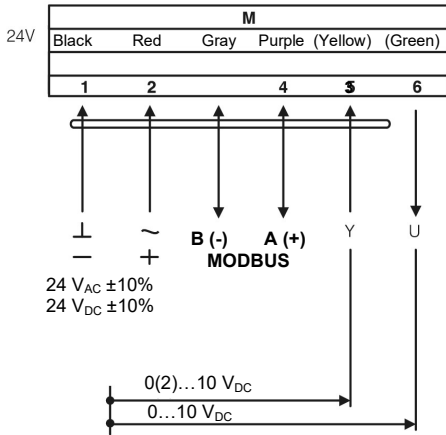 M
24V
Black Red Gray Purple (Yellow) (Green)
1 2 4 5 6
⊥ ~ B (-) A (+) Y U
− + MODBUS
24 VAC ±10%
24 VDC ±10%
0(2)…10 VDC
0…10 VDC